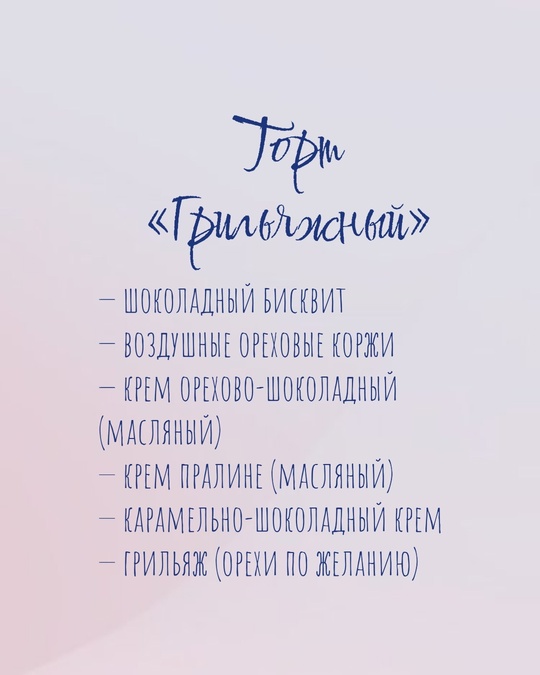 Торт
«Грильяжный»
— шоколадный бисквит
— воздушные ореховые коржи
— крем орехово-шоколадный
(масляный)
— крем пралине (масляный)
— карамельно-шоколадный крем
— грильяж (орехи по желанию)